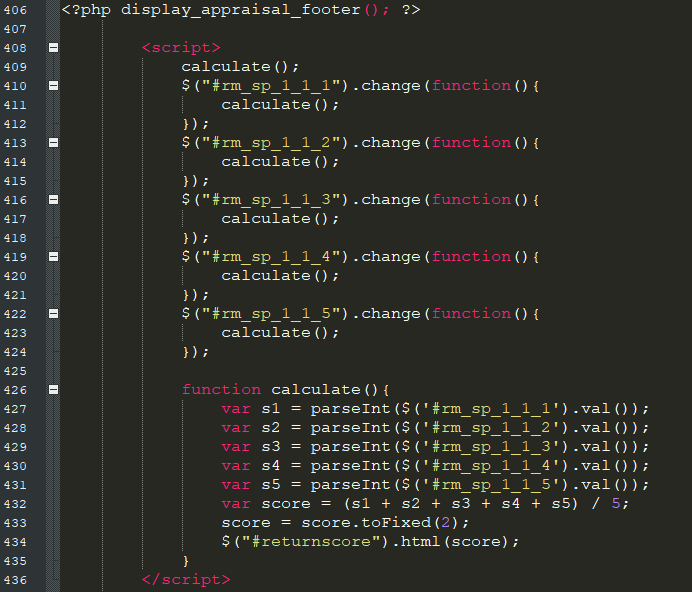 406 <?php display_appraisal_footer(); ?>
407
408 <script>
409 calculate();
410 $("#rm_sp_1_1_1").change(function(){
411 calculate();
412 });
413 $("#rm_sp_1_1_2").change(function(){
414 calculate();
415 });
416 $("#rm_sp_1_1_3").change(function(){
417 calculate();
418 });
419 $("#rm_sp_1_1_4").change(function(){
420 calculate();
421 });
422 $("#rm_sp_1_1_5").change(function(){
423 calculate();
424 });
425
426 function calculate(){
427 var s1 = parseInt($('#rm_sp_1_1_1').val());
428 var s2 = parseInt($('#rm_sp_1_1_2').val());
429 var s3 = parseInt($('#rm_sp_1_1_3').val());
430 var s4 = parseInt($('#rm_sp_1_1_4').val());
431 var s5 = parseInt($('#rm_sp_1_1_5').val());
432 var score = (s1 + s2 + s3 + s4 + s5) / 5;
433 score = score.toFixed(2);
434 $("#returnscore").html(score);
435 }
436 </script>